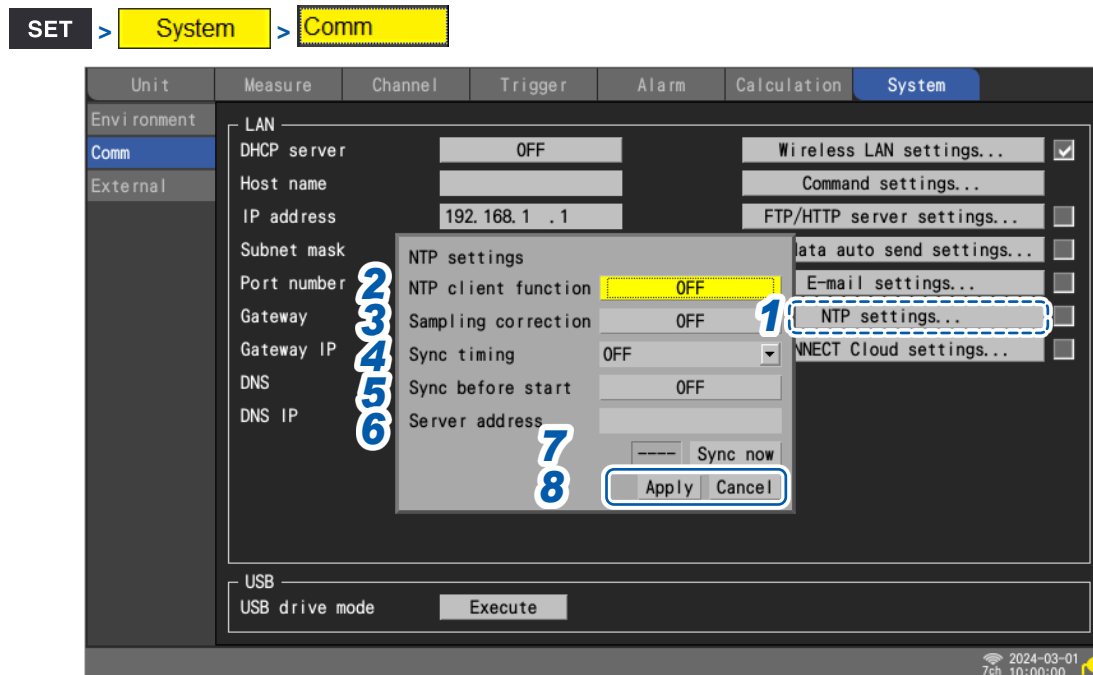 SET > System > Comm
Unit Measure Channel Trigger Alarm Calculation System
Environment
Comm
External
LAN
DHCP server OFF
Host name
IP address 192.168.1 .1
Subnet mask
Port number
Gateway
Gateway IP
DNS
DNS IP
Wireless LAN settings...
Command settings...
FTP/HTTP server settings...
auto send settings...
E-mail settings...
1 NTP settings...
Cloud settings...
NTP settings
2 NTP client function OFF
3 Sampling correction OFF
4 Sync timing OFF
5 Sync before start OFF
6 Server address
7 ---- Sync now
8 Apply Cancel
USB
USB drive mode Execute
2024-03-01
7ch 10:00:00